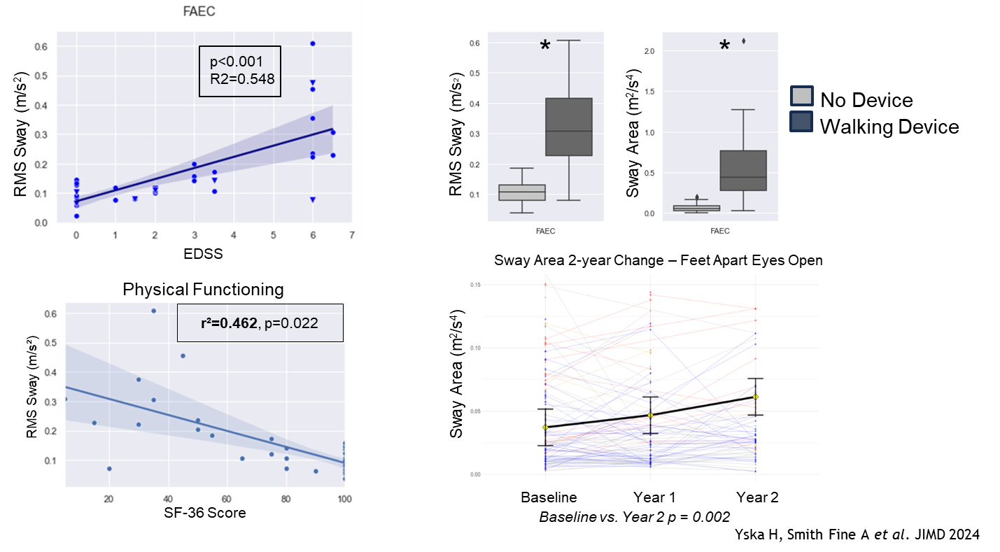 FAEC
RMS Sway (m/s²)
0.6
0.5
0.4
0.3
0.2
0.1
0.0
p<0.001
R2=0.548
0 1 2 3 4 5 6 7
EDSS
RMS Sway (m/s²)
0.6
0.5
0.4
0.3
0.2
0.1
*
FAEC
Sway Area (m²/s⁴)
2.0
1.5
1.0
0.5
0.0
*
FAEC
No Device
Walking Device
Physical Functioning
RMS Sway (m/s²)
0.6
0.5
0.4
0.3
0.2
0.1
r²=0.462, p=0.022
20 40 60 80 100
SF-36 Score
Sway Area 2-year Change – Feet Apart Eyes Open
Sway Area (m²/s⁴)
0.15
0.10
0.05
0.00
Baseline Year 1 Year 2
Baseline vs. Year 2 p = 0.002
Yska H, Smith Fine A et al. JIMD 2024